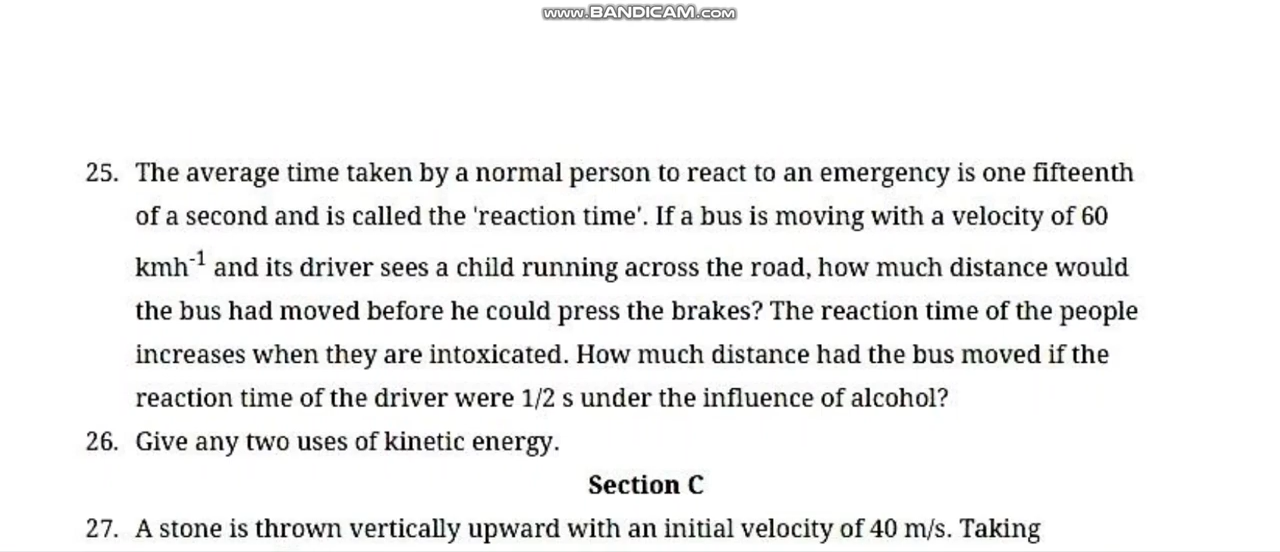 www.BANDICAM.com
25. The average time taken by a normal person to react to an emergency is one fifteenth
of a second and is called the 'reaction time'. If a bus is moving with a velocity of 60
kmh⁻¹ and its driver sees a child running across the road, how much distance would
the bus had moved before he could press the brakes? The reaction time of the people
increases when they are intoxicated. How much distance had the bus moved if the
reaction time of the driver were 1/2 s under the influence of alcohol?
26. Give any two uses of kinetic energy.
Section C
27. A stone is thrown vertically upward with an initial velocity of 40 m/s. Taking